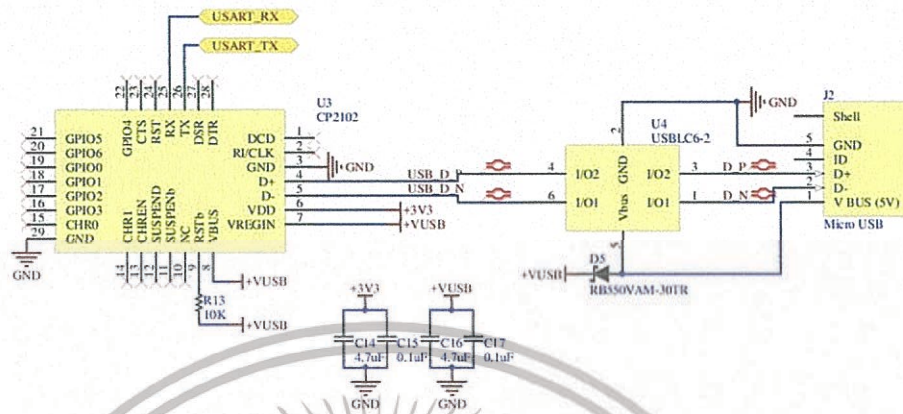 USART_RX
USART_TX
22 23 24 25 26 27 28
GPIO4 CTS RST RX TX DSR DTR
U3
CP2102
21 GPIO5
20 GPIO6
19 GPIO0
18 GPIO1
17 GPIO2
16 GPIO3
15 CHR0
29 GND
GND
DCD 1
RI/CLK 2
GND 3
D+ 4
D- 5
VDD 6
VREGIN 7
GND
USB_D_P
USB_D_N
+3V3
+VUSB
CHR1 CHREN SUSPEND SUSPENb NC RSTb VBUS
14 13 12 11 10 9 8
+VUSB
R13
10K
+VUSB
U4
USBLC6-2
2
GND
4 I/O2
6 I/O1
I/O2 3
I/O1 1
Vbus
5
D_P
D_N
GND
J2
Shell
5 GND
4 ID
3 D+
2 D-
1 V BUS (5V)
Micro USB
+VUSB
D5
RB550VAM-30TR
+3V3
+VUSB
C14
4.7uF
C15
0.1uF
C16
4.7uF
C17
0.1uF
GND
GND